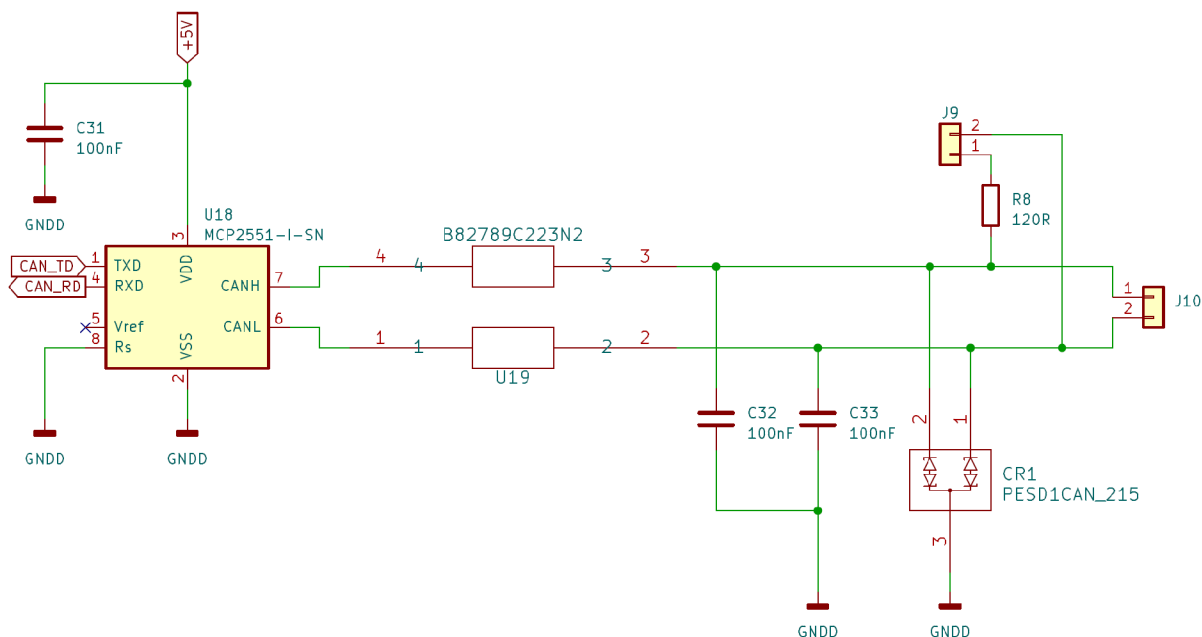 +5V
C31
100nF
GNDD
U18
MCP2551-I-SN
CAN_TD
CAN_RD
1
4
5
8
TXD
RXD
Vref
Rs
3
VDD
VSS
2
CANH
CANL
7
6
GNDD
GNDD
B82789C223N2
4
4
3
3
1
1
2
2
U19
J9
2
1
R8
120R
1
2
J10
C32
100nF
C33
100nF
2
1
CR1
PESD1CAN_215
3
GNDD
GNDD